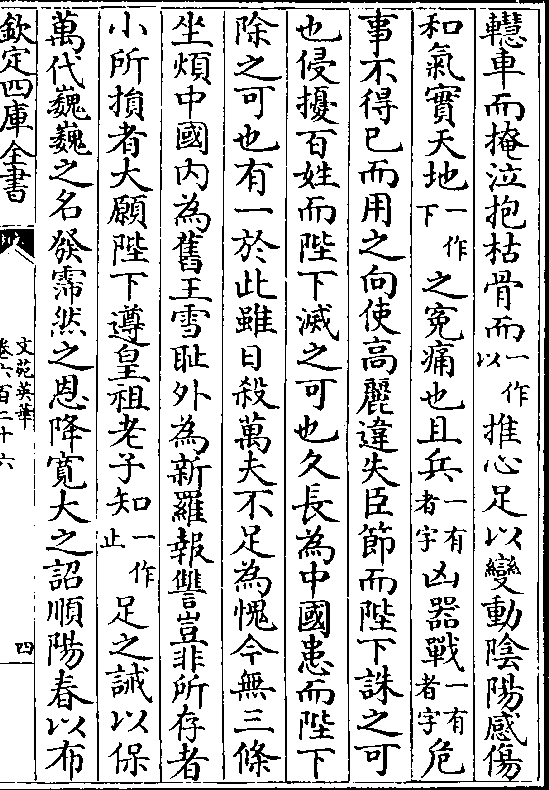 轊車而掩泣抱枯骨而一作以推心足以變動陰陽感傷
和氣實天地一作下之寃痛也且兵一有者字凶器戰一有者字危
事不得已而用之向使高麗違失臣節而陛下誅之可
也侵擾百姓而陛下滅之可也久長為中國患而陛下
除之可也有一於此雖日殺萬夫不足為愧今無三條
坐煩中國内為舊王雪耻外為新羅報讐豈非所存者
小所損者大願陛下遵皇祖老子知一作止足之誡以保
萬代巍巍之名發霈然之恩降寛大之詔順陽春以布
欽定四庫全書
文苑英華
卷六百二十六
四